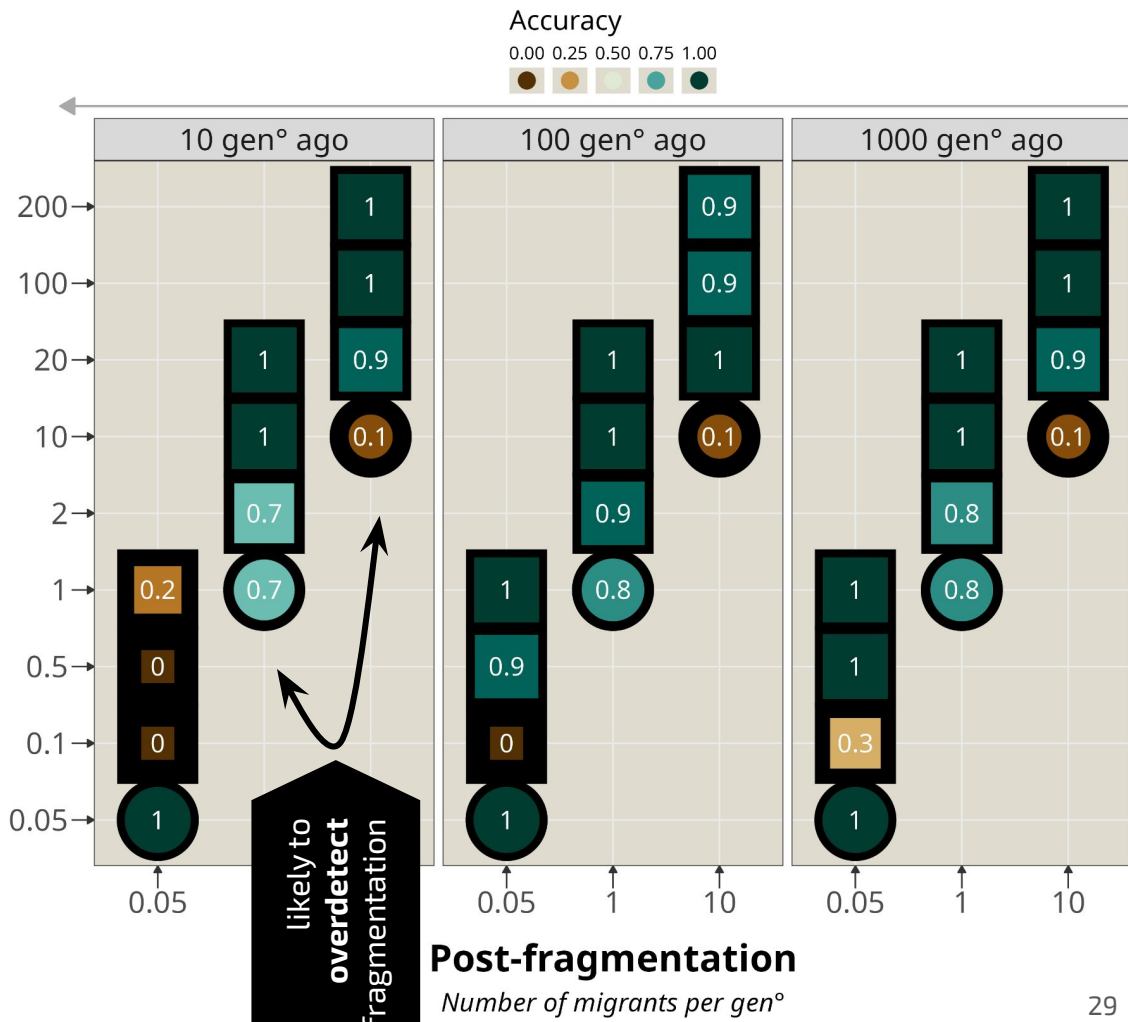 Accuracy
0.00 0.25 0.50 0.75 1.00
10 gen° ago 100 gen° ago 1000 gen° ago
200 1 0.9 1
100 1 0.9 1
20 1 0.9 1 1 1 0.9
10 1 0.1 1 0.1 1 0.1
2 0.7 0.9 0.8
1 0.2 0.7 1 0.8 1 0.8
0.5 0 0.9 1
0.1 0 0 0.3
0.05 1 1 1
0.05 0.05 1 10 0.05 1 10
likely to
overdetect
fragmentation
Post-fragmentation
Number of migrants per gen°
29